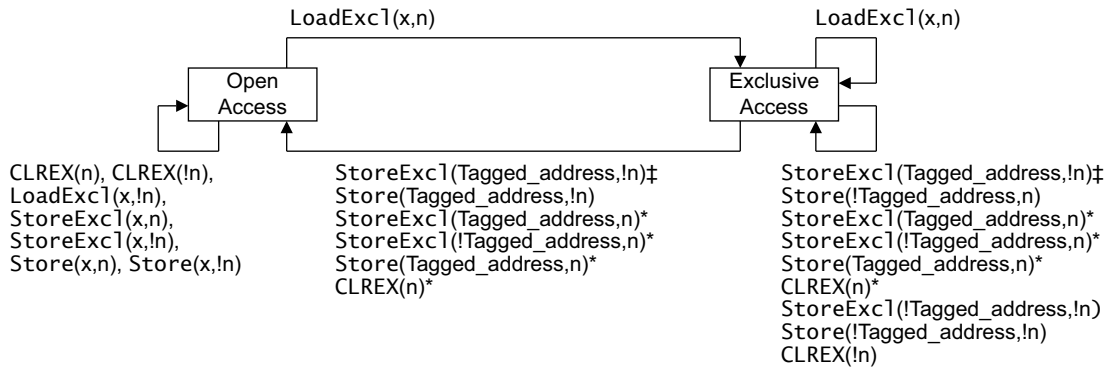 LoadExcl(x,n)
LoadExcl(x,n)
Open
Access
Exclusive
Access
CLREX(n), CLREX(!n),
LoadExcl(x,!n),
StoreExcl(x,n),
StoreExcl(x,!n),
Store(x,n), Store(x,!n)
StoreExcl(Tagged_address,!n)‡
Store(Tagged_address,!n)
StoreExcl(Tagged_address,n)*
StoreExcl(!Tagged_address,n)*
Store(Tagged_address,n)*
CLREX(n)*
StoreExcl(Tagged_address,!n)‡
Store(!Tagged_address,n)
StoreExcl(Tagged_address,n)*
StoreExcl(!Tagged_address,n)*
Store(Tagged_address,n)*
CLREX(n)*
StoreExcl(!Tagged_address,!n)
Store(!Tagged_address,!n)
CLREX(!n)